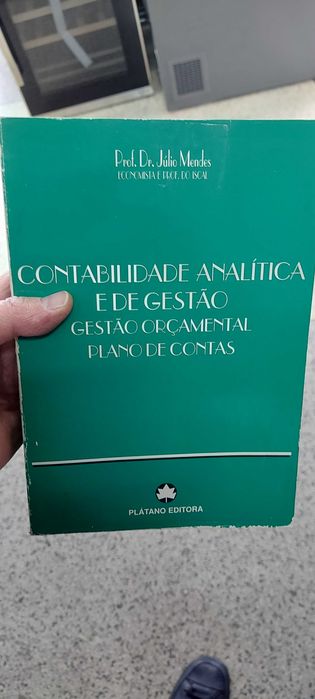 Prof. Dr. Júlio Mendes
ECONOMISTA E PROF. DO ISCAL
CONTABILIDADE ANALÍTICA
E DE GESTÃO
GESTÃO ORÇAMENTAL
PLANO DE CONTAS
PLÁTANO EDITORA